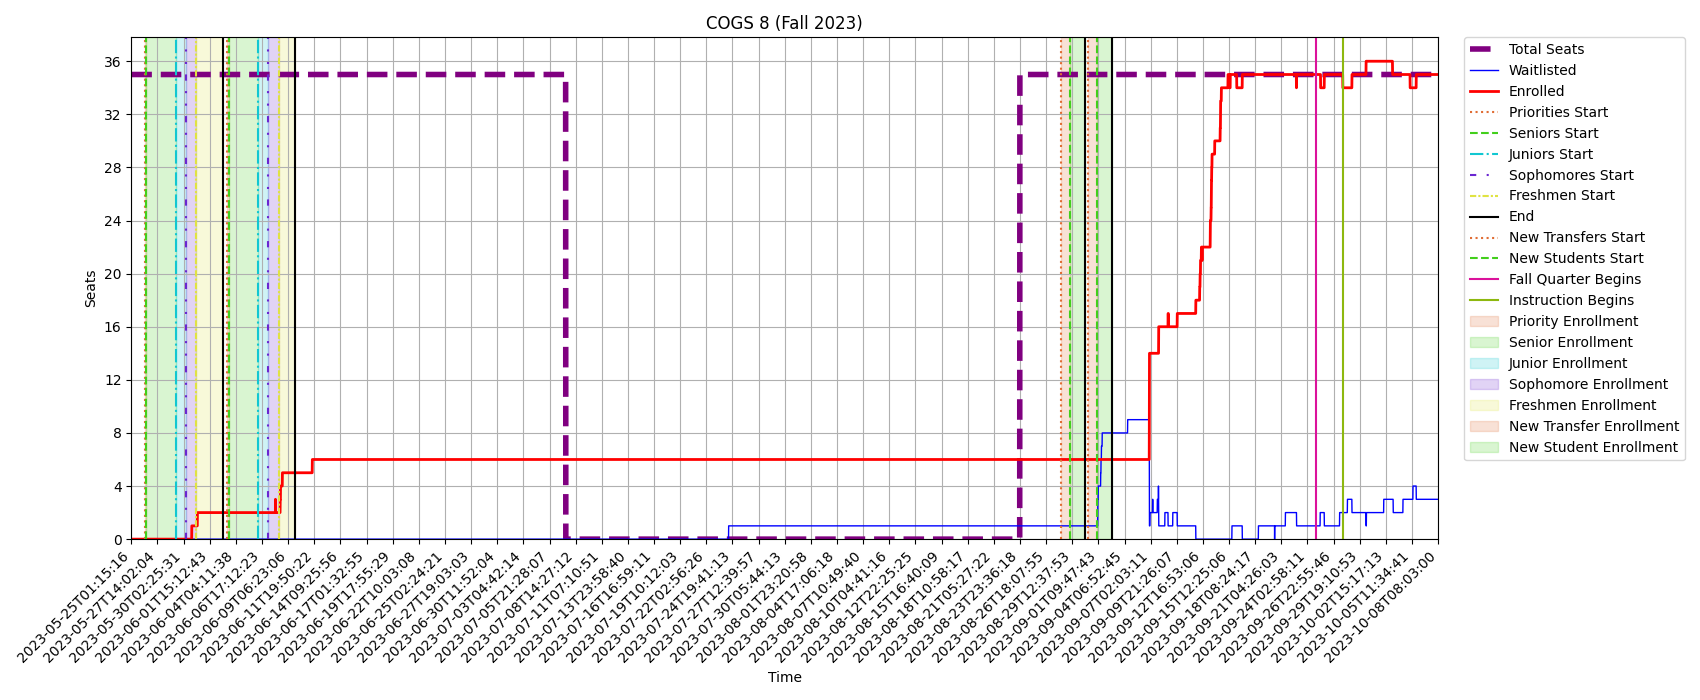 COGS 8 (Fall 2023)
Seats
36
32
28
24
20
16
12
8
4
0
2023-05-25T01:15:16
2023-05-27T14:02:04
2023-05-30T02:25:31
2023-06-01T15:12:43
2023-06-04T04:11:38
2023-06-06T17:12:23
2023-06-09T06:23:06
2023-06-11T19:50:22
2023-06-14T09:25:56
2023-06-17T01:32:55
2023-06-19T17:55:29
2023-06-22T10:03:08
2023-06-25T02:24:21
2023-06-27T19:03:03
2023-06-30T11:52:04
2023-07-03T04:42:14
2023-07-05T21:28:07
2023-07-08T14:27:12
2023-07-11T07:10:51
2023-07-13T23:58:40
2023-07-16T16:59:11
2023-07-19T10:12:03
2023-07-22T02:56:26
2023-07-24T19:41:13
2023-07-27T12:39:57
2023-07-30T05:44:13
2023-08-01T23:20:58
2023-08-04T17:06:18
2023-08-07T10:49:40
2023-08-10T04:41:16
2023-08-12T22:25:25
2023-08-15T16:40:09
2023-08-18T10:58:17
2023-08-21T05:27:22
2023-08-23T23:36:18
2023-08-26T18:07:55
2023-08-29T12:37:53
2023-09-01T09:47:43
2023-09-04T06:52:45
2023-09-07T02:03:11
2023-09-09T21:26:07
2023-09-12T16:53:06
2023-09-15T12:25:06
2023-09-18T08:24:17
2023-09-21T04:26:03
2023-09-24T02:58:11
2023-09-26T22:55:46
2023-09-29T19:10:53
2023-10-02T15:17:13
2023-10-05T11:34:41
2023-10-08T08:03:00
Time
Total Seats
Waitlisted
Enrolled
Priorities Start
Seniors Start
Juniors Start
Sophomores Start
Freshmen Start
End
New Transfers Start
New Students Start
Fall Quarter Begins
Instruction Begins
Priority Enrollment
Senior Enrollment
Junior Enrollment
Sophomore Enrollment
Freshmen Enrollment
New Transfer Enrollment
New Student Enrollment